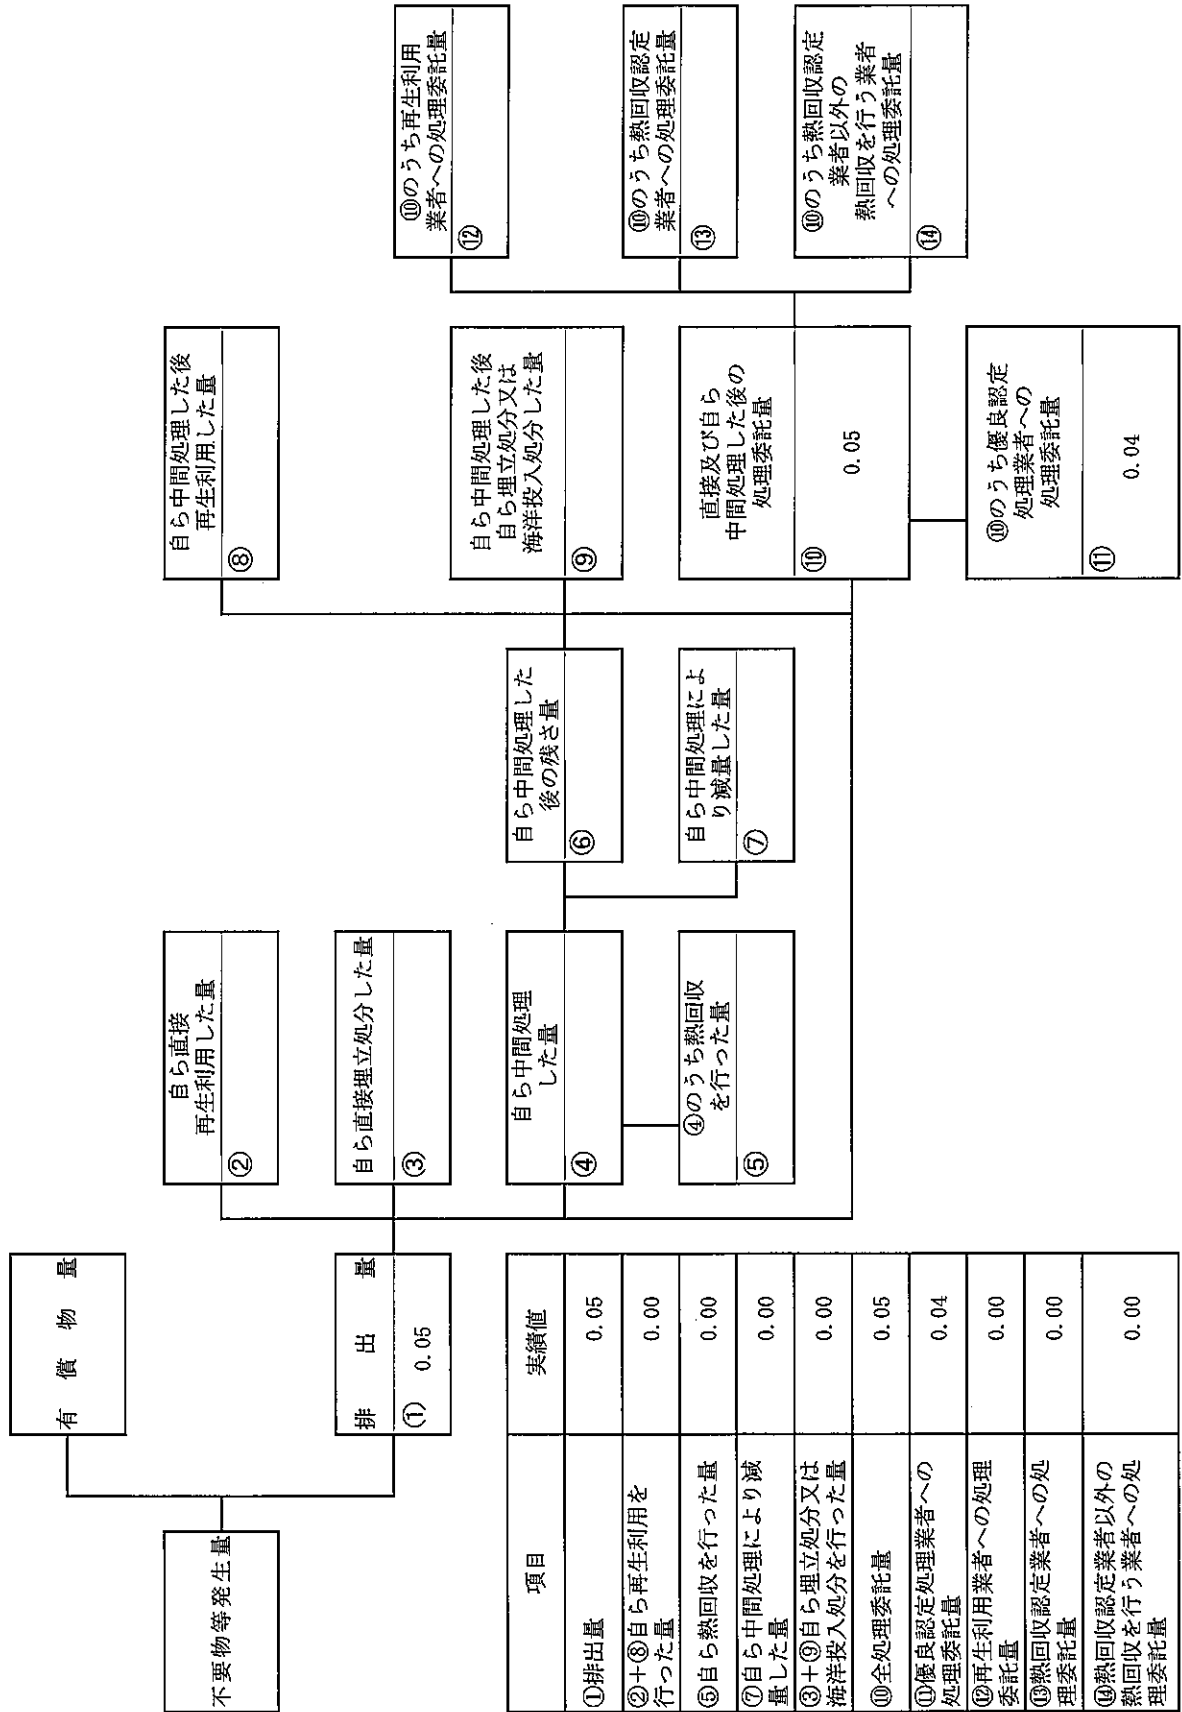 不要物等発生量
有償物量
排出量
① 0.05
自ら直接
再生利用した量
②
自ら直接埋立処分した量
③
自ら中間処理
した量
④
④のうち熱回収
を行った量
⑤
自ら中間処理した
後の残さ量
⑥
自ら中間処理によ
り減量した量
⑦
自ら中間処理した後
再生利用した量
⑧
自ら中間処理した後
自ら埋立処分又は
海洋投入処分した量
⑨
直接及び自ら
中間処理した後の
処理委託量
⑩
0.05
⑩のうち優良認定
処理業者への
処理委託量
⑪
0.04
⑩のうち再生利用
業者への処理委託量
⑫
⑩のうち熱回収認定
業者への処理委託量
⑬
⑩のうち熱回収認定
業者以外の
熱回収を行う業者
への処理委託量
⑭
項目 実績値
①排出量 0.05
②+⑧自ら再生利用を
行った量 0.00
⑤自ら熱回収を行った量 0.00
⑦自ら中間処理により減
量した量 0.00
③+⑨自ら埋立処分又は
海洋投入処分を行った量 0.00
⑩全処理委託量 0.05
⑪優良認定処理業者への
処理委託量 0.04
⑫再生利用業者への処理
委託量 0.00
⑬熱回収認定業者への処
理委託量 0.00
⑭熱回収認定業者以外の
熱回収を行う業者への処
理委託量 0.00